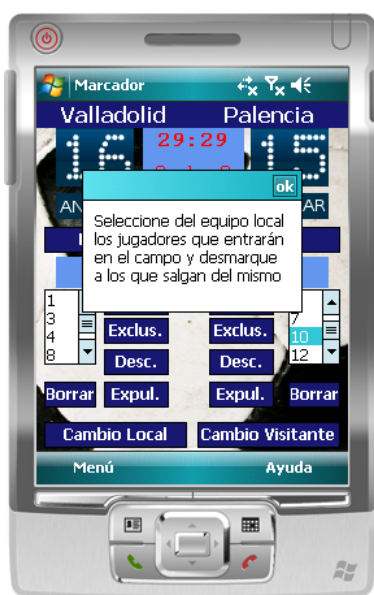 Marcador
Valladolid Palencia
16 29:29 15
ok
AN AR
Seleccione del equipo local
los jugadores que entrarán
en el campo y desmarque
a los que salgan del mismo
1
3 7
4 Exclus. Exclus. 10
8 Desc. Desc. 12
Borrar Expul. Expul. Borrar
Cambio Local Cambio Visitante
Menú Ayuda